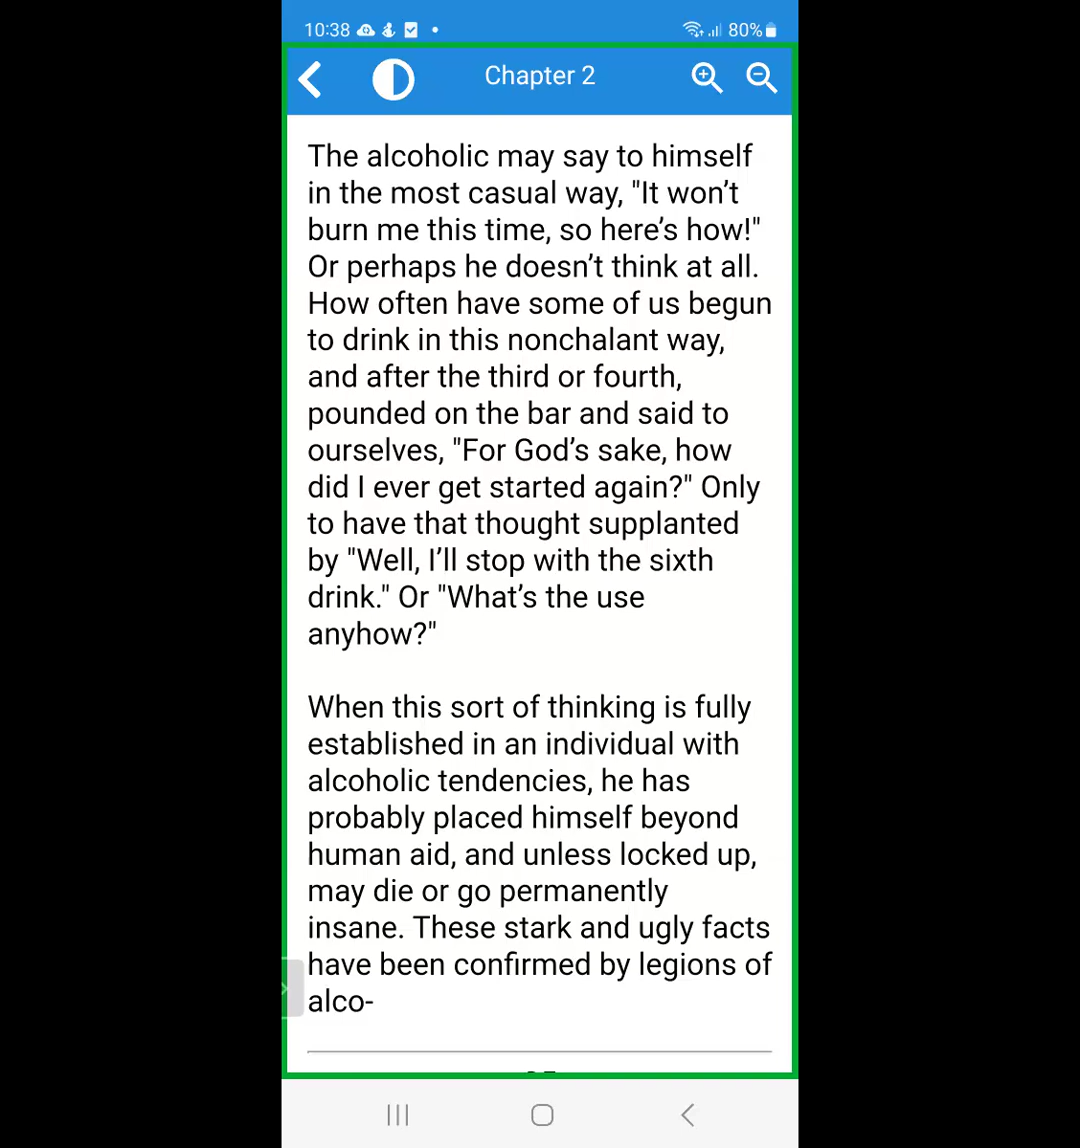 10:38
80%
Chapter 2
The alcoholic may say to himself
in the most casual way, "It won’t
burn me this time, so here’s how!"
Or perhaps he doesn’t think at all.
How often have some of us begun
to drink in this nonchalant way,
and after the third or fourth,
pounded on the bar and said to
ourselves, "For God’s sake, how
did I ever get started again?" Only
to have that thought supplanted
by "Well, I’ll stop with the sixth
drink." Or "What’s the use
anyhow?"
When this sort of thinking is fully
established in an individual with
alcoholic tendencies, he has
probably placed himself beyond
human aid, and unless locked up,
may die or go permanently
insane. These stark and ugly facts
have been confirmed by legions of
alco-